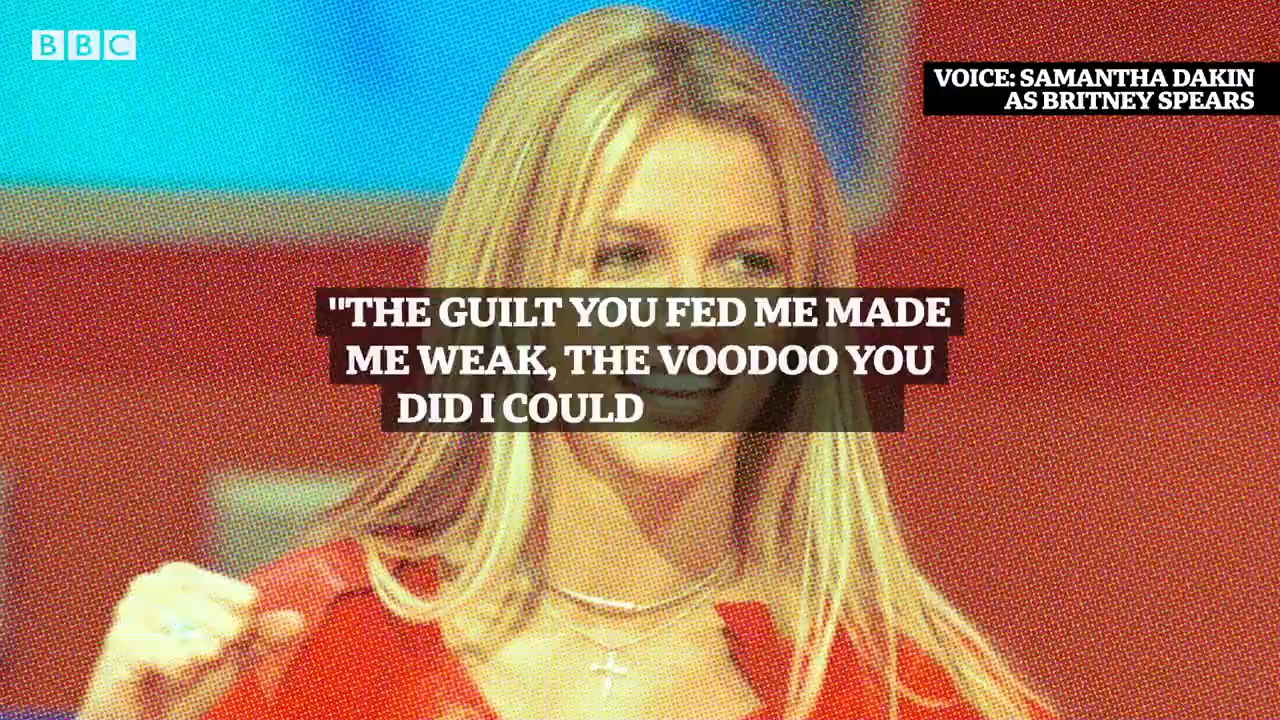 BBC
VOICE: SAMANTHA DAKIN
AS BRITNEY SPEARS
"THE GUILT YOU FED ME MADE
ME WEAK, THE VOODOO YOU
DID I COULD